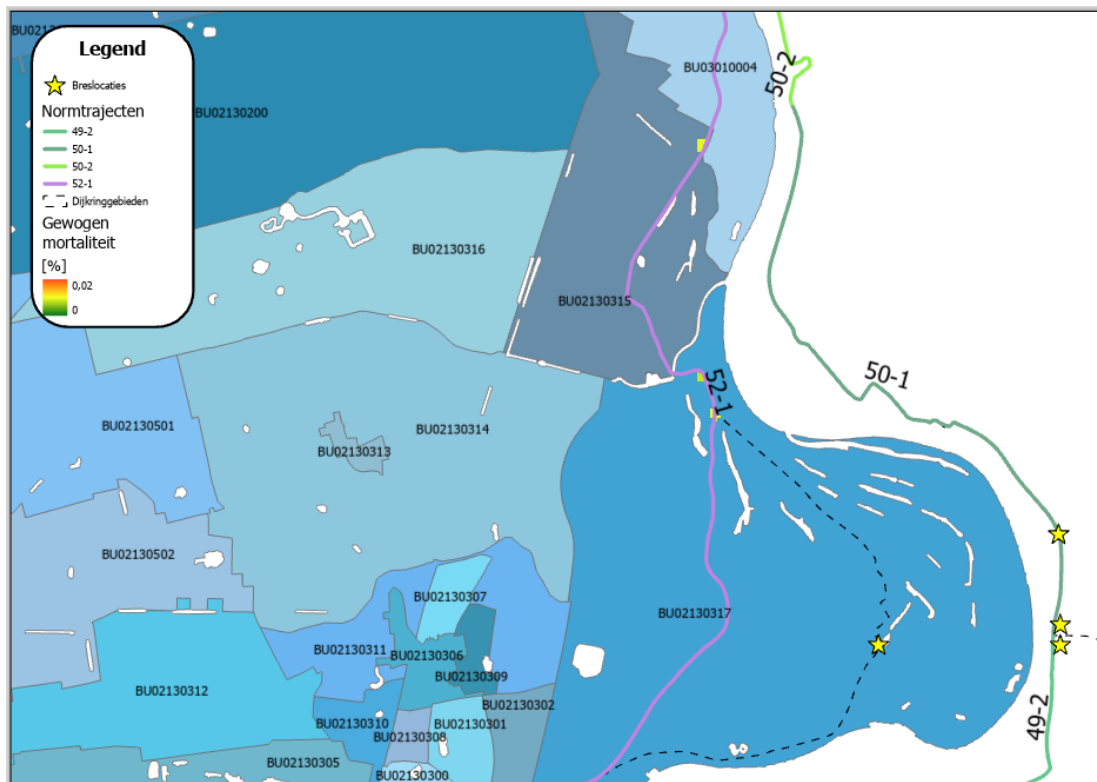 Legend
Breslocaties
Normtrajecten
49-2
50-1
50-2
52-1
Dijkringgebieden
Gewogen
mortaliteit
[%]
0,02
0
BU02130200
BU03010004
50-2
BU02130316
BU02130315
50-1
52-1
BU02130501
BU02130314
BU02130313
BU02130502
BU02130307
BU02130317
BU02130311
BU02130306
BU02130309
BU02130312
BU02130302
BU02130310
BU02130301
BU02130308
49-2
BU02130305
BU02130300